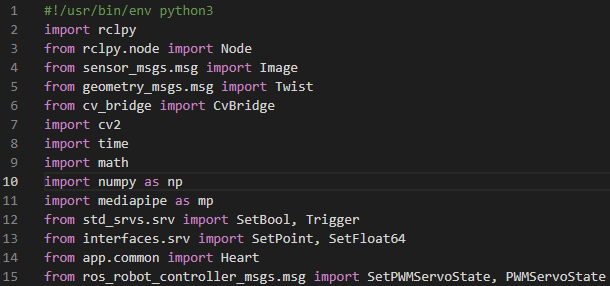 1 #!/usr/bin/env python3
2 import rclpy
3 from rclpy.node import Node
4 from sensor_msgs.msg import Image
5 from geometry_msgs.msg import Twist
6 from cv_bridge import CvBridge
7 import cv2
8 import time
9 import math
10 import numpy as np
11 import mediapipe as mp
12 from std_srvs.srv import SetBool, Trigger
13 from interfaces.srv import SetPoint, SetFloat64
14 from app.common import Heart
15 from ros_robot_controller_msgs.msg import SetPWMServoState, PWMServoState